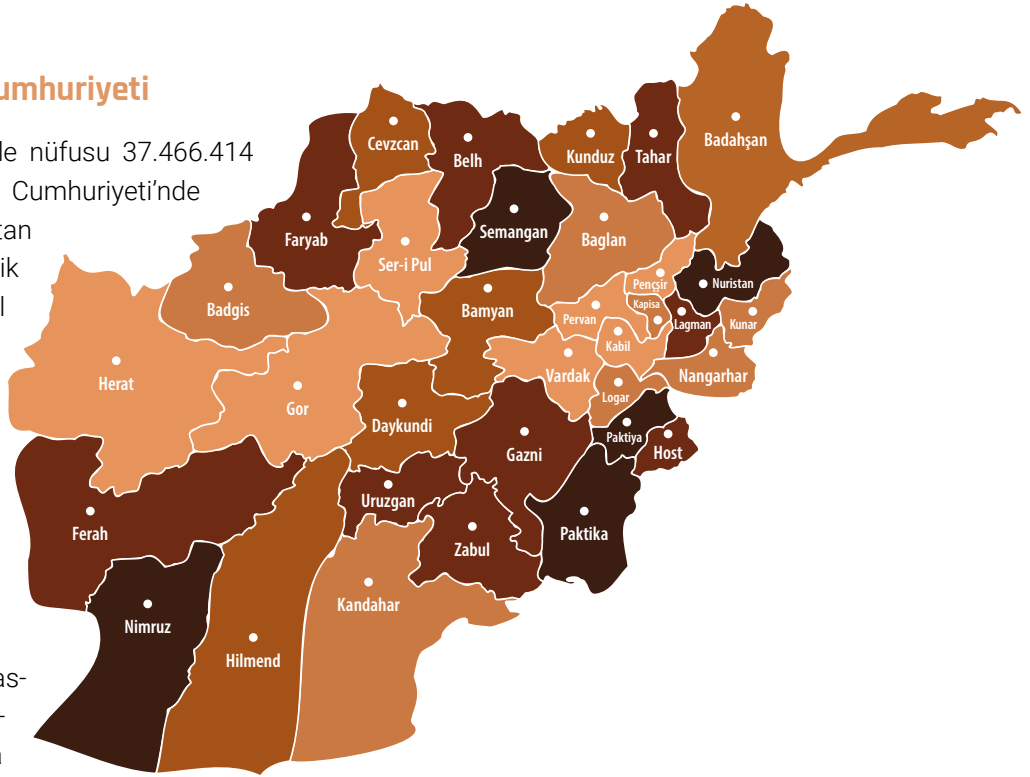 umhuriyeti
de nüfusu 37.466.414
Cumhuriyeti’nde
tan
ik
l
as-
-
a
Badahşan
Cevzcan
Belh
Kunduz
Tahar
Faryab
Semangan
Baglan
Ser-i Pul
Pençşir
Nuristan
Badgis
Bamyan
Kapisa
Pervan
Lagman
Kunar
Kabil
Herat
Vardak
Nangarhar
Gor
Logar
Daykundi
Paktiya
Gazni
Host
Uruzgan
Ferah
Paktika
Zabul
Kandahar
Nimruz
Hilmend